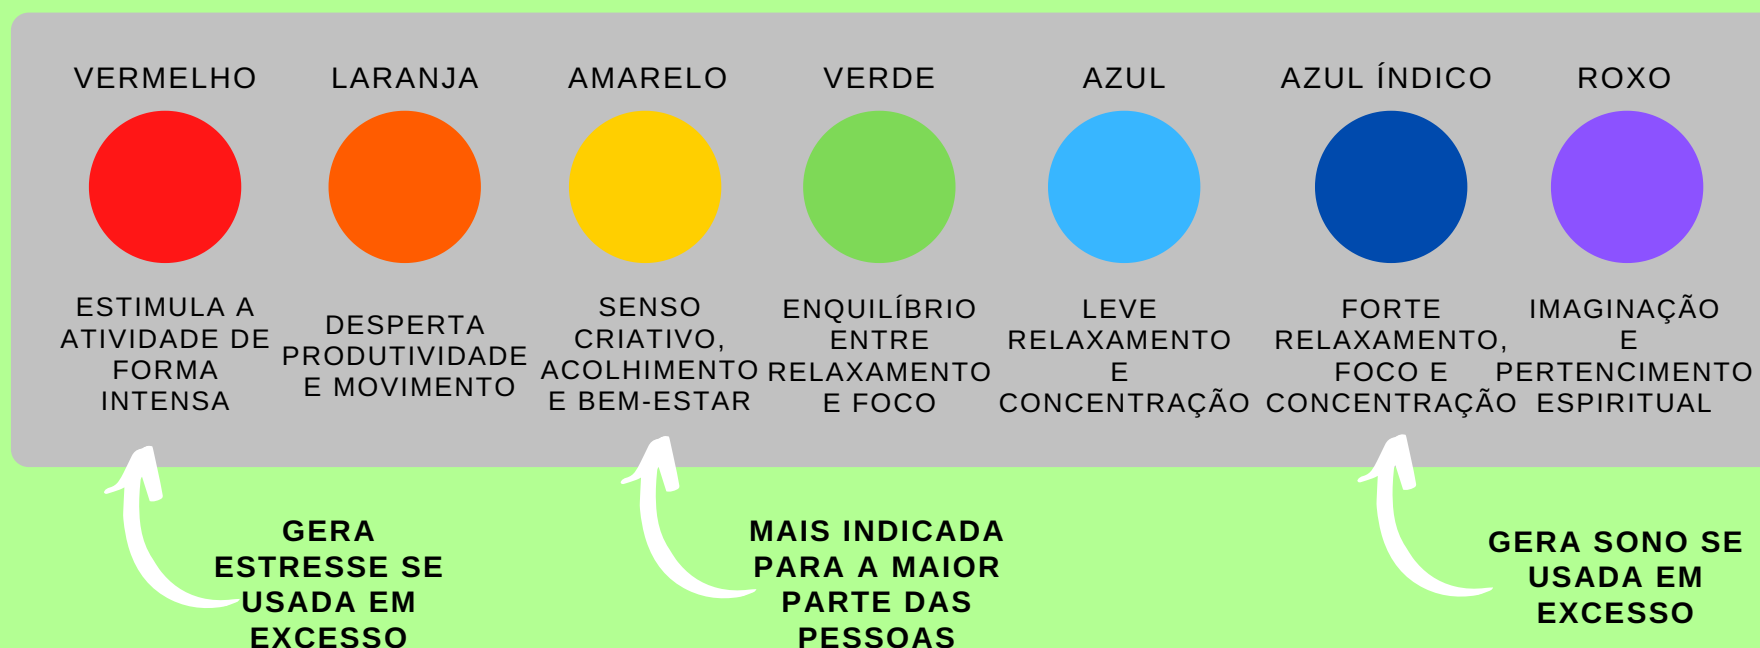 VERMELHO
ESTIMULA A
ATIVIDADE DE
FORMA
INTENSA
LARANJA
DESPERTA
PRODUTIVIDADE
E MOVIMENTO
AMARELO
SENSO
CRIATIVO,
ACOLHIMENTO
E BEM-ESTAR
VERDE
ENQUILÍBRIO
ENTRE
RELAXAMENTO
E FOCO
AZUL
LEVE
RELAXAMENTO
E
CONCENTRAÇÃO
AZUL ÍNDICO
FORTE
RELAXAMENTO,
FOCO E
CONCENTRAÇÃO
ROXO
IMAGINAÇÃO
E
PERTENCIMENTO
ESPIRITUAL
GERA
ESTRESSE SE
USADA EM
EXCESSO
MAIS INDICADA
PARA A MAIOR
PARTE DAS
PESSOAS
GERA SONO SE
USADA EM
EXCESSO